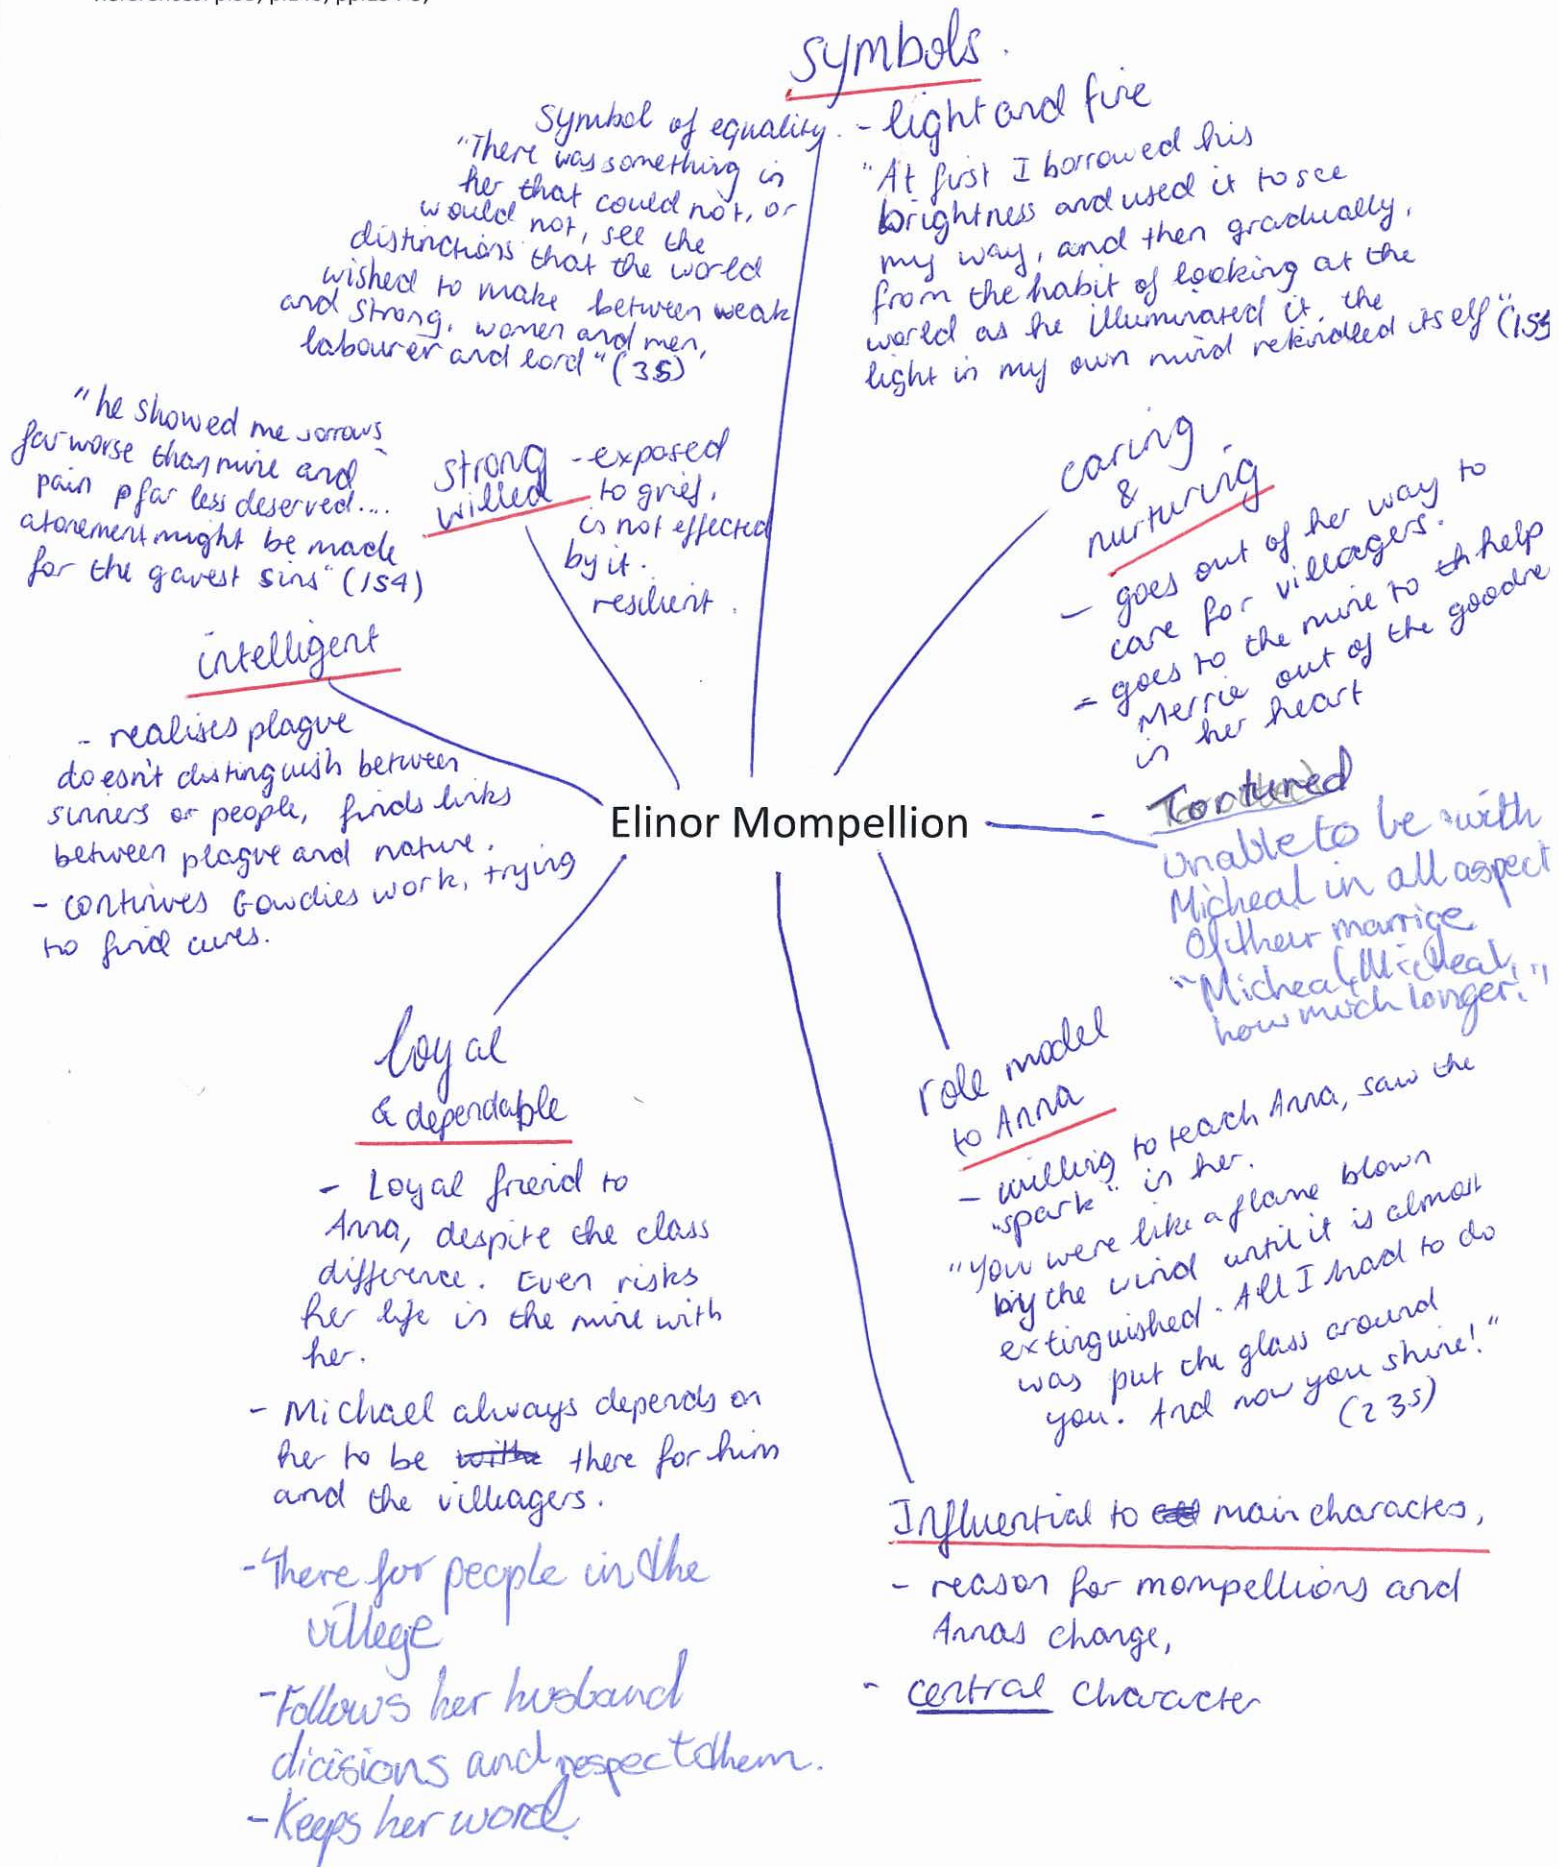 symbols.
Symbol of equality.
"There was something in
her that could not, or
would not, see the
distinctions that the world
wished to make between weak
and strong, women and men,
labourer and lord" (35)
- light and fire
"At first I borrowed his
brightness and used it to see
my way, and then gradually,
from the habit of looking at the
world as he illuminated it, the
light in my own mind rekindled itself" (155
"he showed me sorrows
far worse than mine and
pain far less deserved...
atonement might be made
for the gavest sins" (154)
strong
willed
- exposed
to grief,
is not effected
by it.
resilient.
caring
&
nurturing
- goes out of her way to
care for villagers.
- goes to the mine to help
Merrie out of the goodne
in her heart
intelligent
- realises plague
doesn't distinguish between
sinners or people, finds links
between plague and nature.
- continues Gowdies work, trying
to find cures.
Elinor Mompellion
- Tortured
Unable to be with
Micheal in all aspect
Of their marrige
"Micheal, Micheal,
how much longer."
loyal
& dependable
- Loyal friend to
Anna, despite the class
difference. Even risks
her life in the mine with
her.
- Michael always depends on
her to be there for him
and the villeagers.
- There for people in the
villege
- Follows her husband
dicisions and respect them.
- Keeps her word.
role model
to Anna
- willing to teach Anna, saw the
"spark" in her.
"You were like a flame blown
by the wind until it is almost
extinguished. All I had to do
was put the glass around
you. And now you shine!"
(235)
Influential to main characters,
- reason for mompellions and
Annas change,
- central character